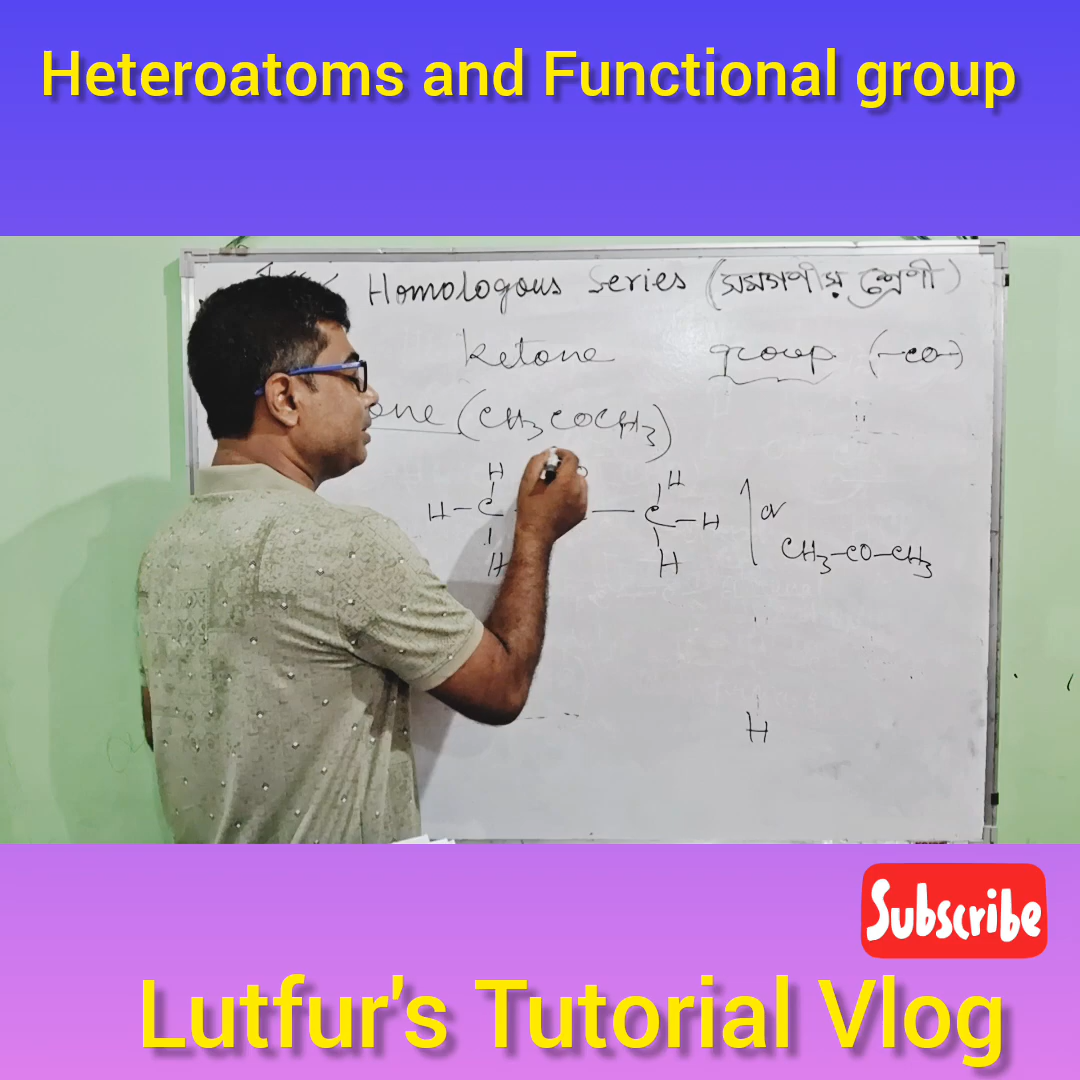 Heteroatoms and Functional group
Homologous Series (সমগণীয় শ্রেণী)
ketone group (-co-)
one (CH3COCH3)
H H
H-C — C-H
H H
or
CH3-CO-CH3
H
Subscribe
Lutfur's Tutorial Vlog